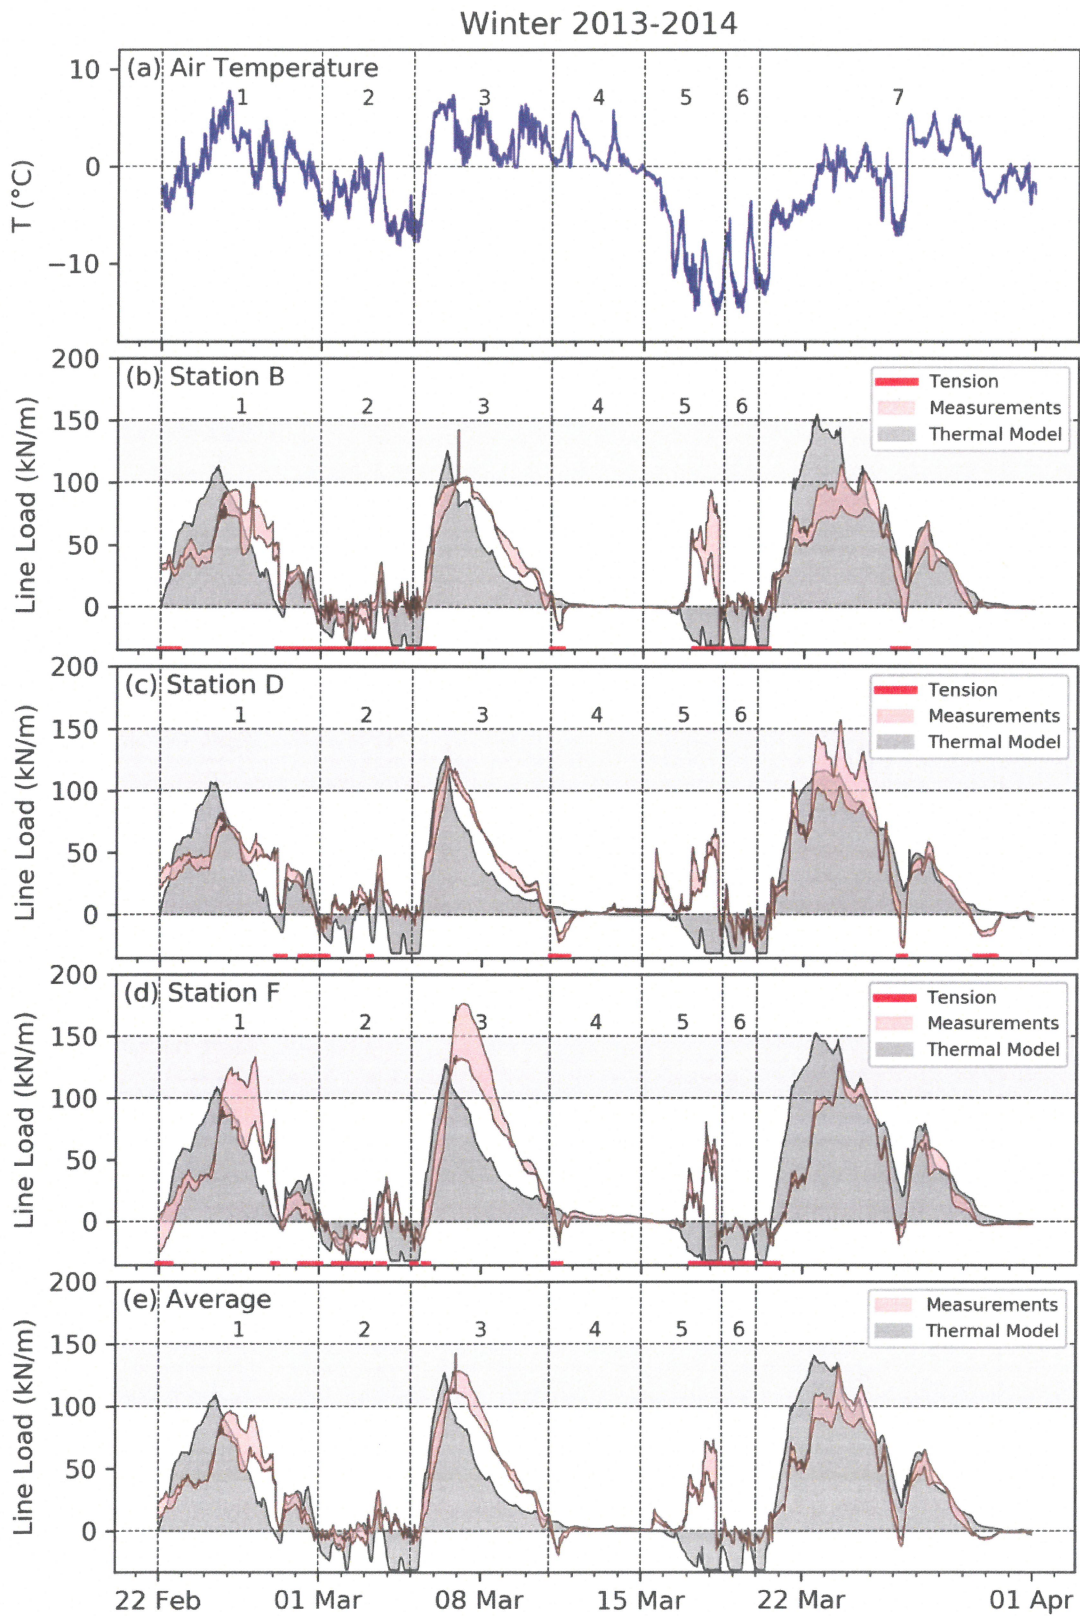 Winter 2013-2014
(a) Air Temperature
1 2 3 4 5 6 7
10
0
−10
T (°C)
(b) Station B
1 2 3 4 5 6
Tension
Measurements
Thermal Model
200
150
100
50
0
Line Load (kN/m)
(c) Station D
1 2 3 4 5 6
Tension
Measurements
Thermal Model
200
150
100
50
0
Line Load (kN/m)
(d) Station F
1 2 3 4 5 6
Tension
Measurements
Thermal Model
200
150
100
50
0
Line Load (kN/m)
(e) Average
1 2 3 4 5 6
Measurements
Thermal Model
200
150
100
50
0
Line Load (kN/m)
22 Feb 01 Mar 08 Mar 15 Mar 22 Mar 01 Apr